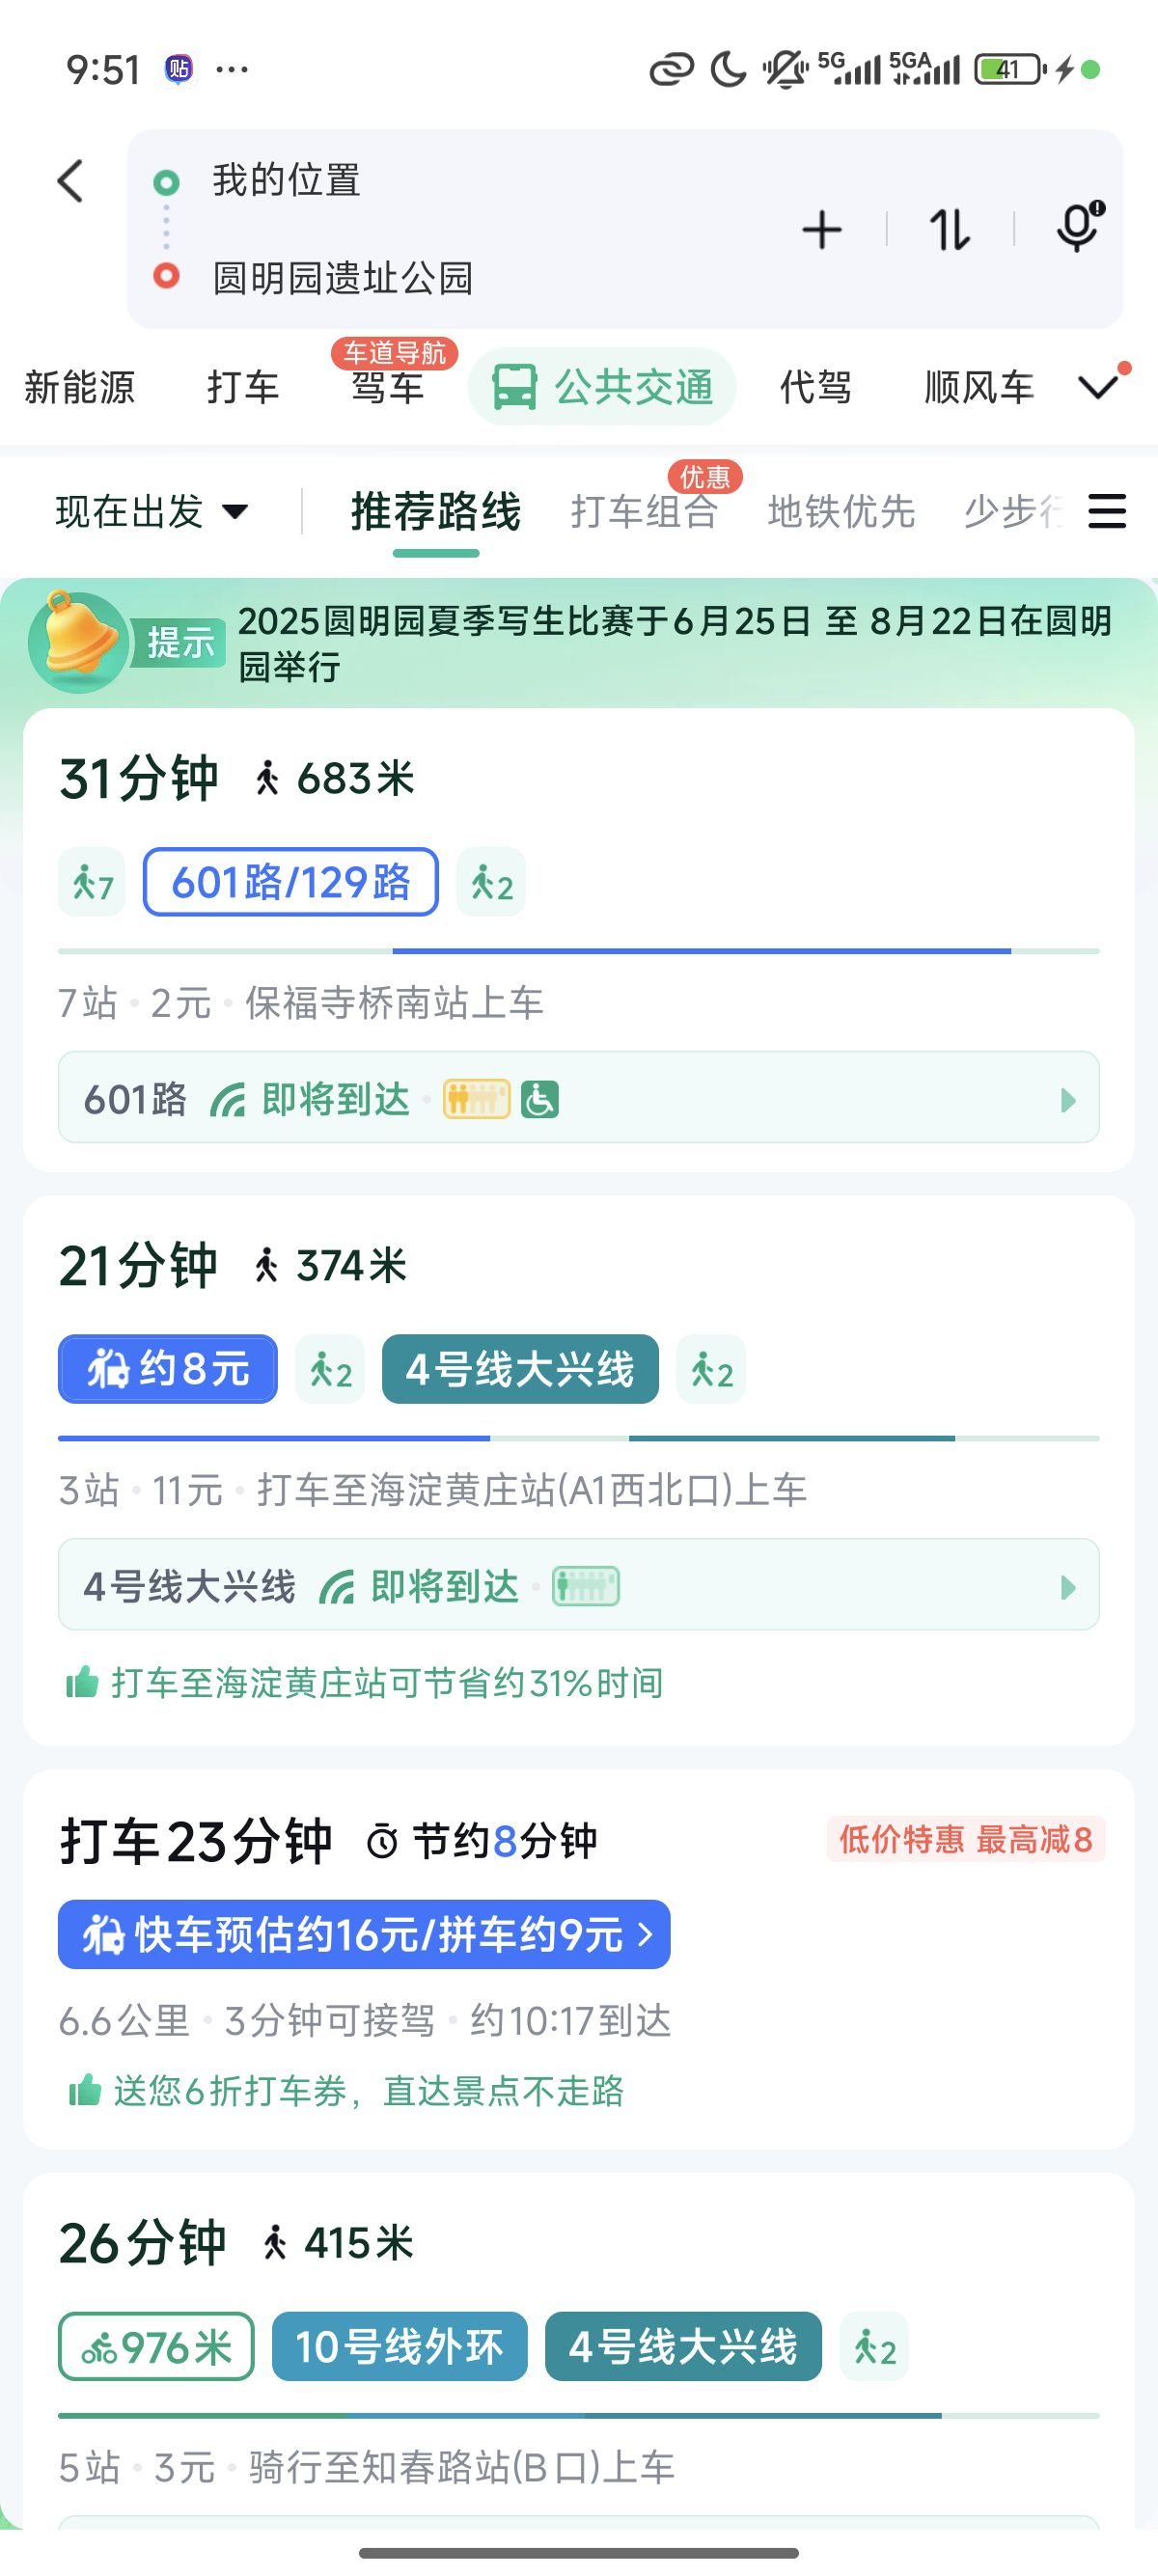 9:51 贴 ... 5G 5GA 41
我的位置
圆明园遗址公园
车道导航
新能源 打车 驾车 公共交通 代驾 顺风车
优惠
现在出发 推荐路线 打车组合 地铁优先 少步行
提示 2025圆明园夏季写生比赛于6月25日 至 8月22日在圆明
园举行
31分钟 683米
7 601路/129路 2
7站·2元·保福寺桥南站上车
601路 即将到达
21分钟 374米
约8元 2 4号线大兴线 2
3站·11元·打车至海淀黄庄站(A1西北口)上车
4号线大兴线 即将到达
打车至海淀黄庄站可节省约31%时间
打车23分钟 节约8分钟 低价特惠 最高减8
快车预估约16元/拼车约9元
6.6公里·3分钟可接驾·约10:17到达
送您6折打车券，直达景点不走路
26分钟 415米
976米 10号线外环 4号线大兴线 2
5站·3元·骑行至知春路站(B口)上车